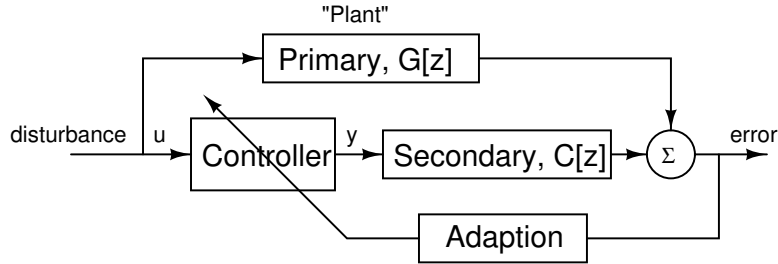 "Plant"
Primary, G[z]
disturbance
u
Controller
y
Secondary, C[z]
Σ
error
Adaption